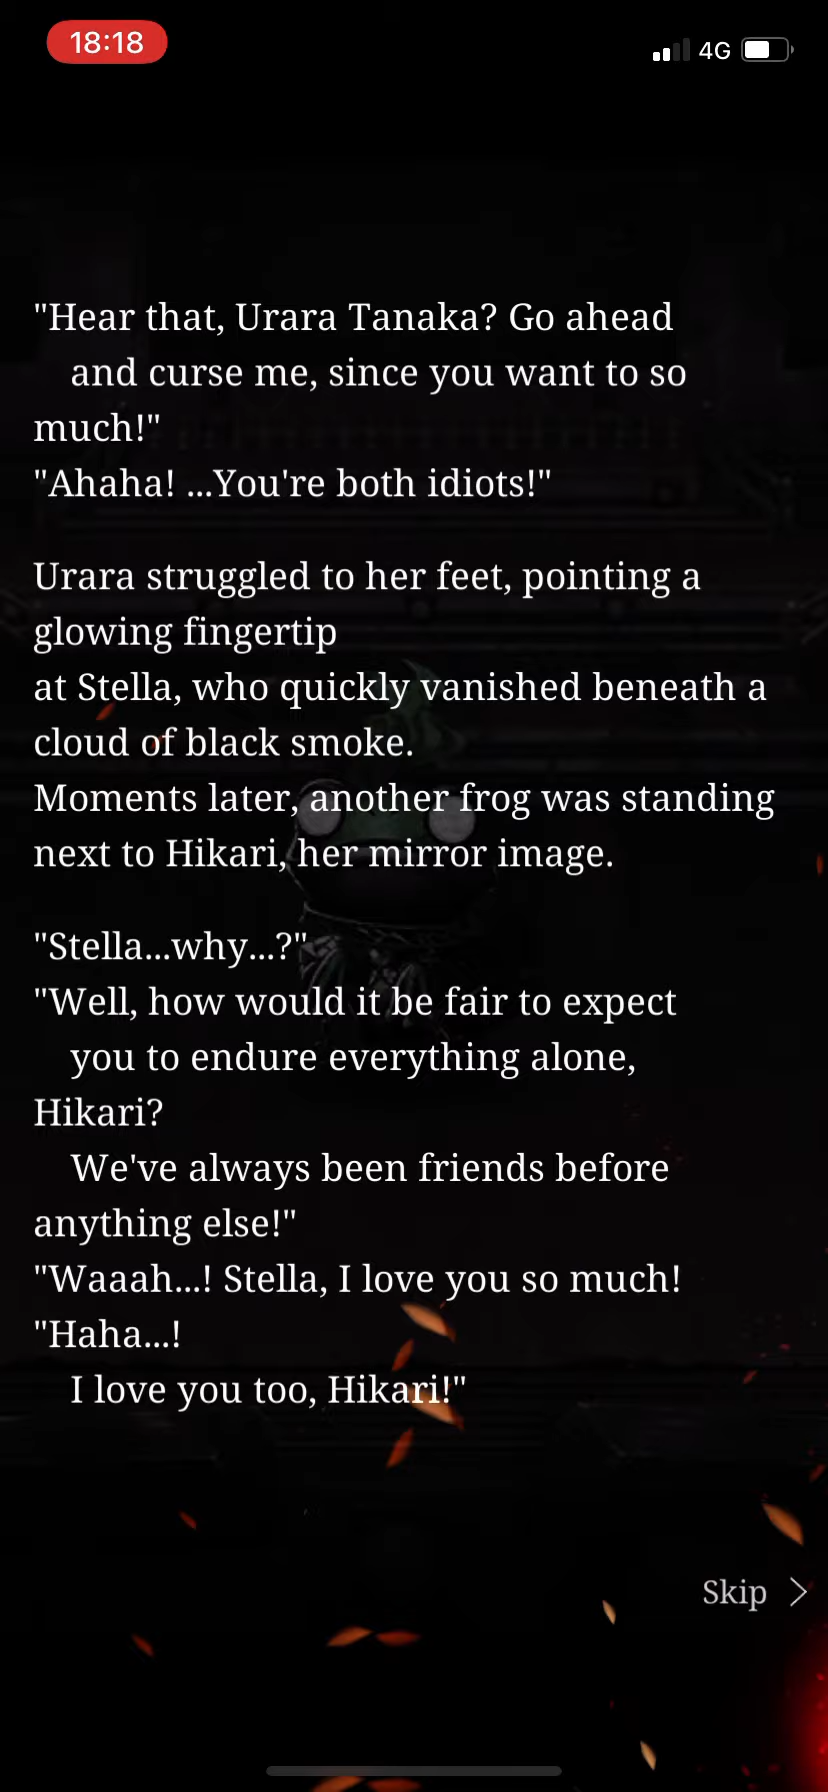 18:18
4G
"Hear that, Urara Tanaka? Go ahead
and curse me, since you want to so
much!"
"Ahaha! ...You're both idiots!"
Urara struggled to her feet, pointing a
glowing fingertip
at Stella, who quickly vanished beneath a
cloud of black smoke.
Moments later, another frog was standing
next to Hikari, her mirror image.
"Stella...why...?"
"Well, how would it be fair to expect
you to endure everything alone,
Hikari?
We've always been friends before
anything else!"
"Waaah...! Stella, I love you so much!
"Haha...!
I love you too, Hikari!"
Skip